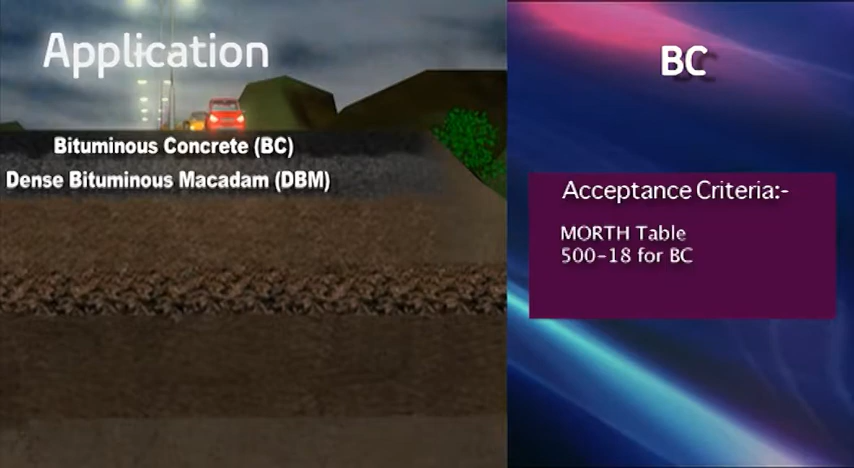 Application
Bituminous Concrete (BC)
Dense Bituminous Macadam (DBM)
BC
Acceptance Criteria:-
MORTH Table
500-18 for BC